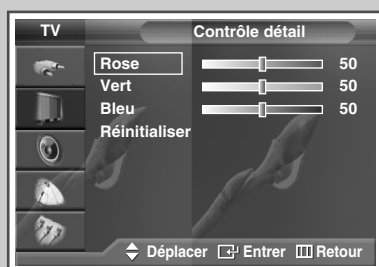 TV Contrôle détail
Rose 50
Vert 50
Bleu 50
Réinitialiser
Déplacer Entrer Retour